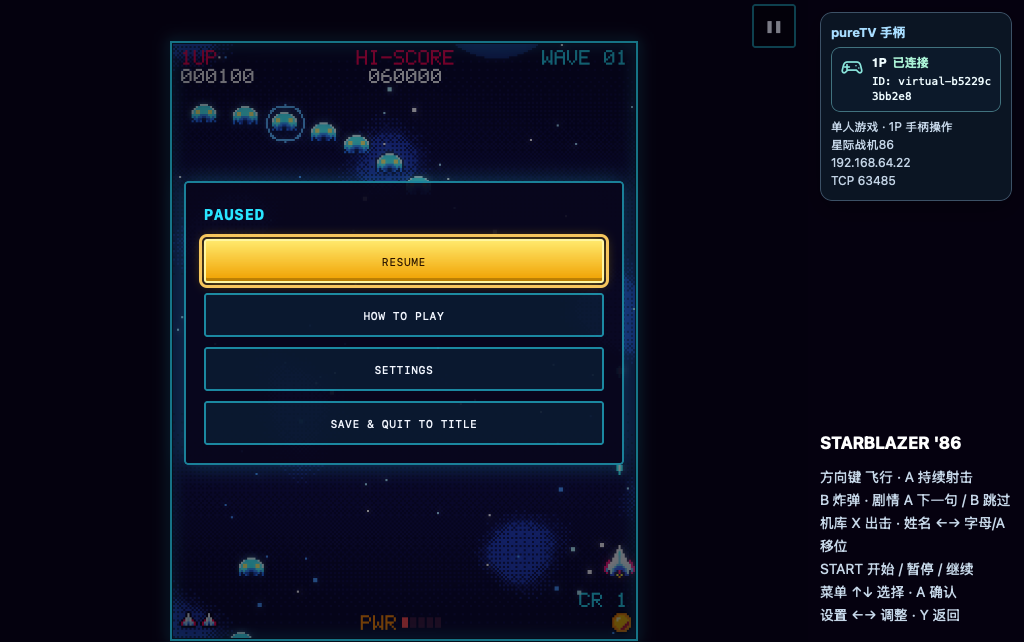 1UP
HI-SCORE
WAVE 01
000100
060000
PAUSED
RESUME
HOW TO PLAY
SETTINGS
SAVE & QUIT TO TITLE
CR 1
PWR
pureTV 手柄
1P 已连接
ID: virtual-b5229c
3bb2e8
单人游戏 · 1P 手柄操作
星际战机86
192.168.64.22
TCP 63485
STARBLAZER '86
方向键 飞行 · A 持续射击
B 炸弹 · 剧情 A 下一句 / B 跳过
机库 X 出击 · 姓名 ←→ 字母/A
移位
START 开始 / 暂停 / 继续
菜单 ↑↓ 选择 · A 确认
设置 ←→ 调整 · Y 返回